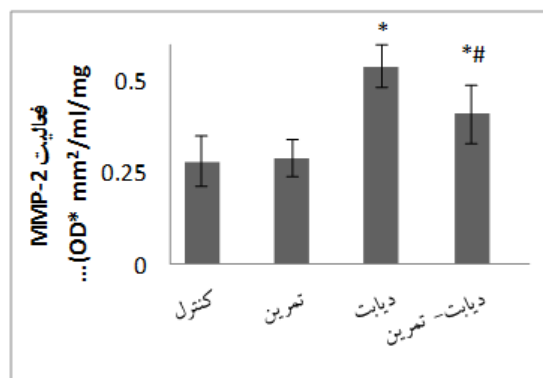 فعالیت MMP-2
(OD* mm²/ml/mg...
0.5
0.25
0
*
*#
کنترل
تمرین
دیابت
دیابت- تمرین